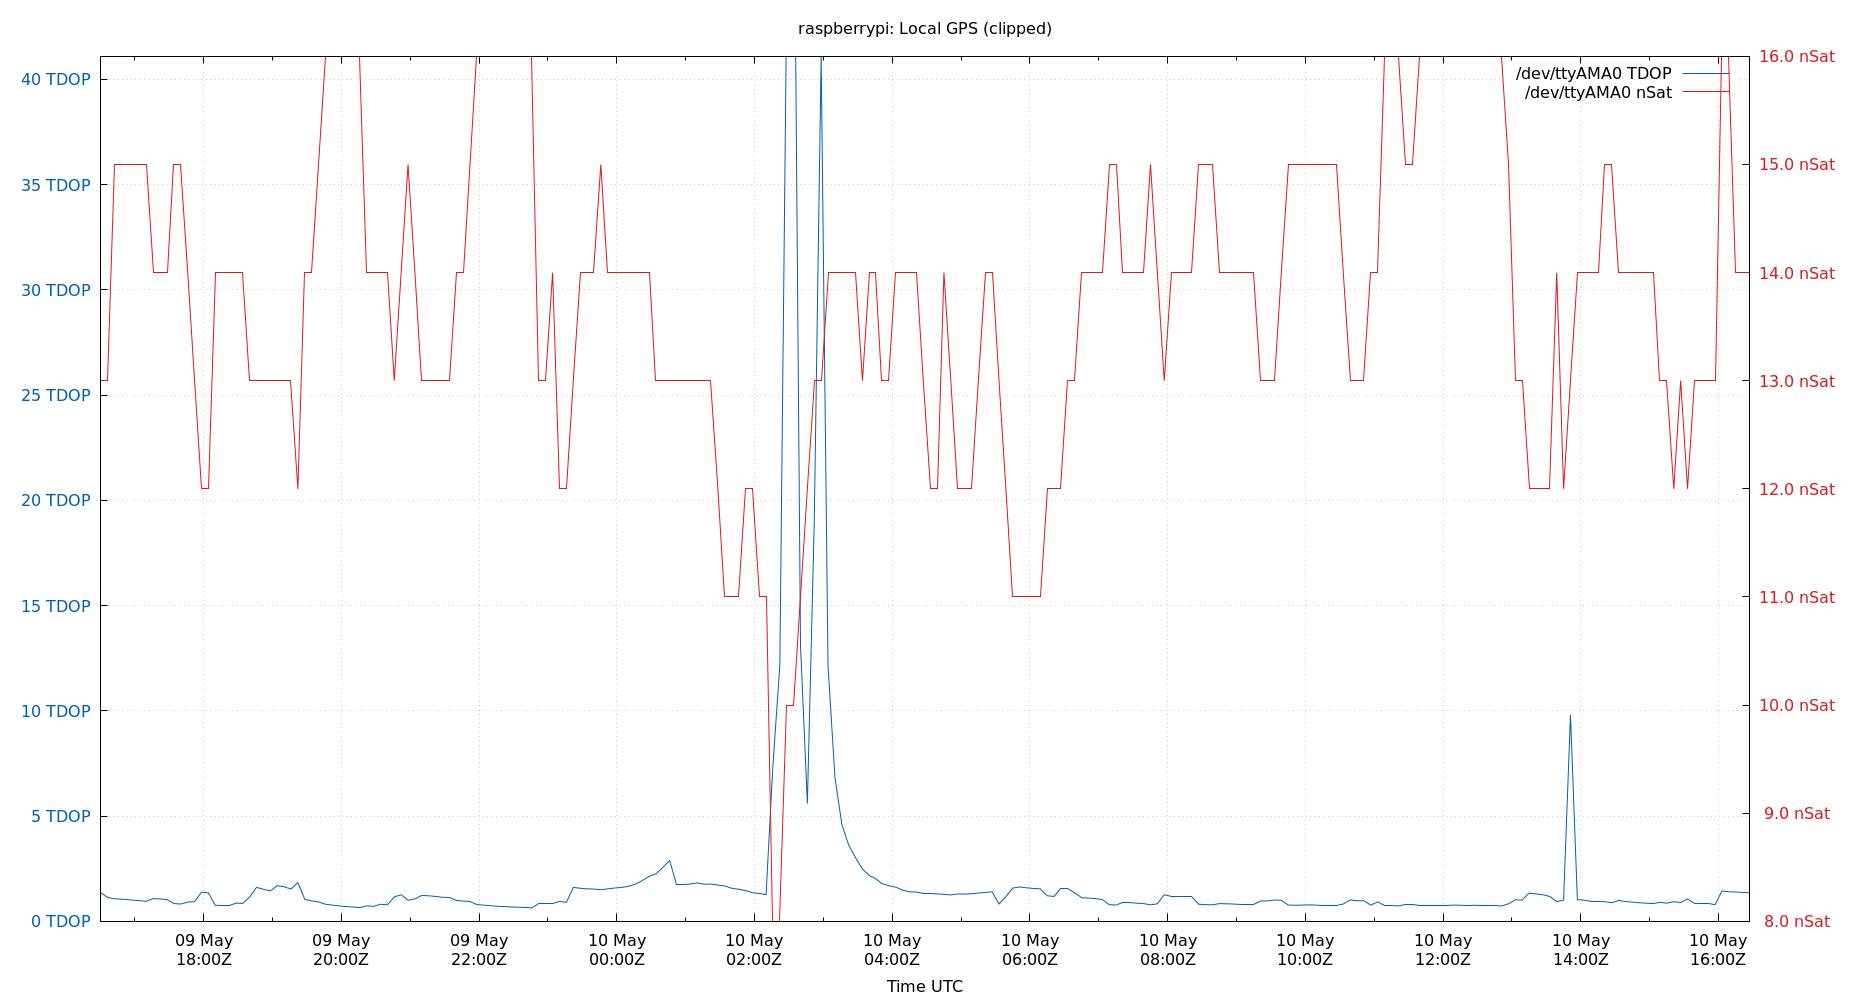 raspberrypi: Local GPS (clipped)
/dev/ttyAMA0 TDOP
/dev/ttyAMA0 nSat
40 TDOP
35 TDOP
30 TDOP
25 TDOP
20 TDOP
15 TDOP
10 TDOP
5 TDOP
0 TDOP
16.0 nSat
15.0 nSat
14.0 nSat
13.0 nSat
12.0 nSat
11.0 nSat
10.0 nSat
9.0 nSat
8.0 nSat
09 May
18:00Z
09 May
20:00Z
09 May
22:00Z
10 May
00:00Z
10 May
02:00Z
10 May
04:00Z
10 May
06:00Z
10 May
08:00Z
10 May
10:00Z
10 May
12:00Z
10 May
14:00Z
10 May
16:00Z
Time UTC